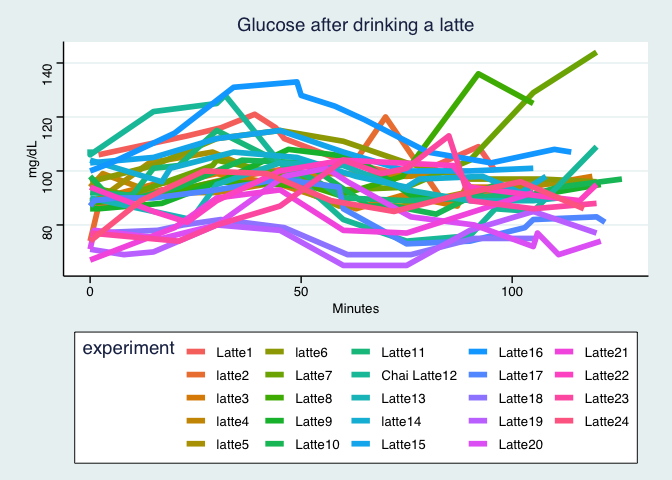 Glucose after drinking a latte
mg/dL
140
120
100
80
0 50 100
Minutes
experiment
Latte1 latte6 Latte11 Latte16 Latte21
latte2 Latte7 Chai Latte12 Latte17 Latte22
latte3 Latte8 Latte13 Latte18 Latte23
latte4 Latte9 latte14 Latte19 Latte24
latte5 Latte10 Latte15 Latte20